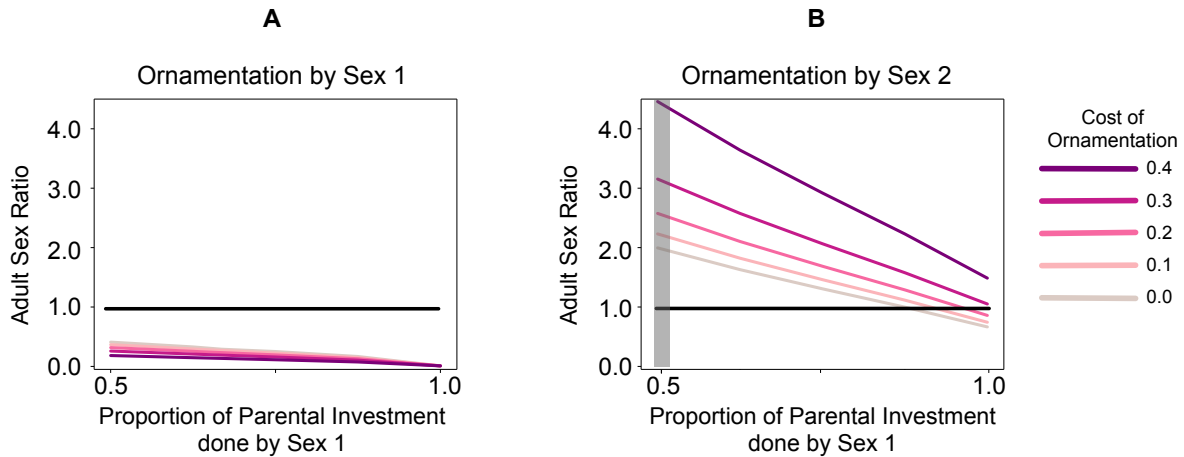 A
Ornamentation by Sex 1
Adult Sex Ratio
4.0
3.0
2.0
1.0
0.0
0.5
1.0
Proportion of Parental Investment
done by Sex 1
B
Ornamentation by Sex 2
Adult Sex Ratio
4.0
3.0
2.0
1.0
0.0
0.5
1.0
Proportion of Parental Investment
done by Sex 1
Cost of
Ornamentation
0.4
0.3
0.2
0.1
0.0